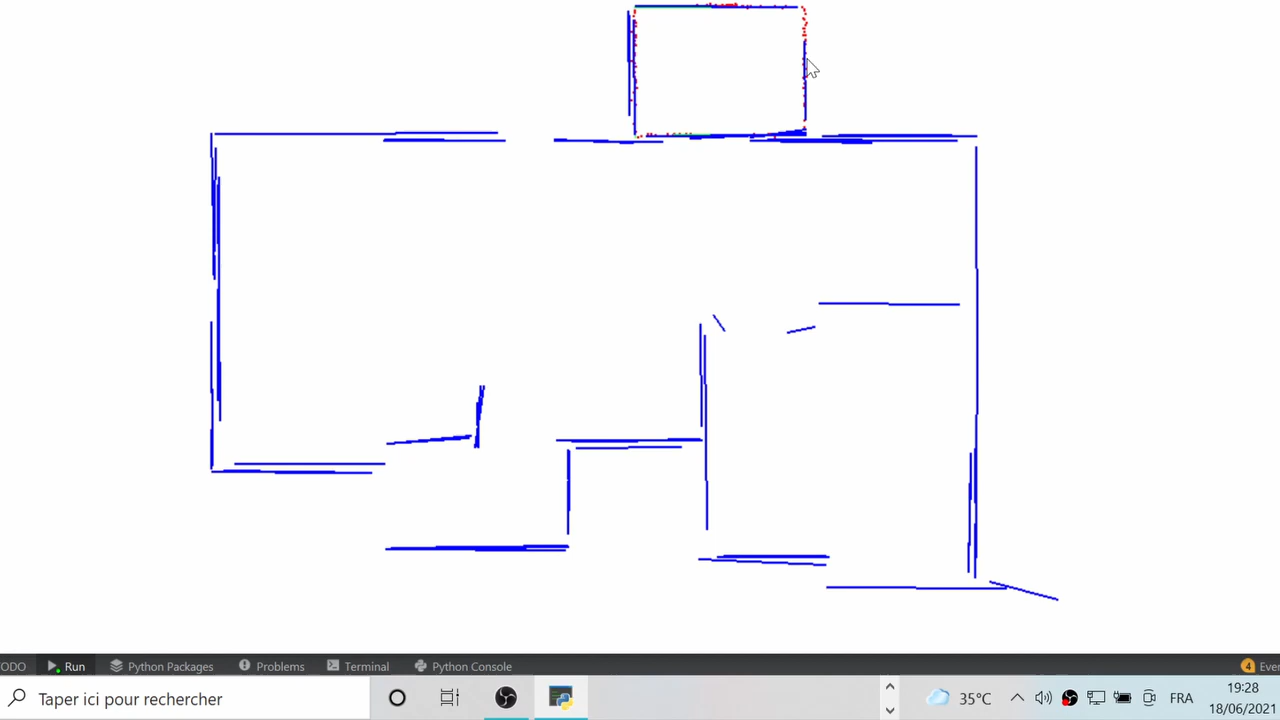 ODO Run Python Packages Problems Terminal Python Console 4 Ever
Taper ici pour rechercher 35°C FRA 19:28
18/06/2021